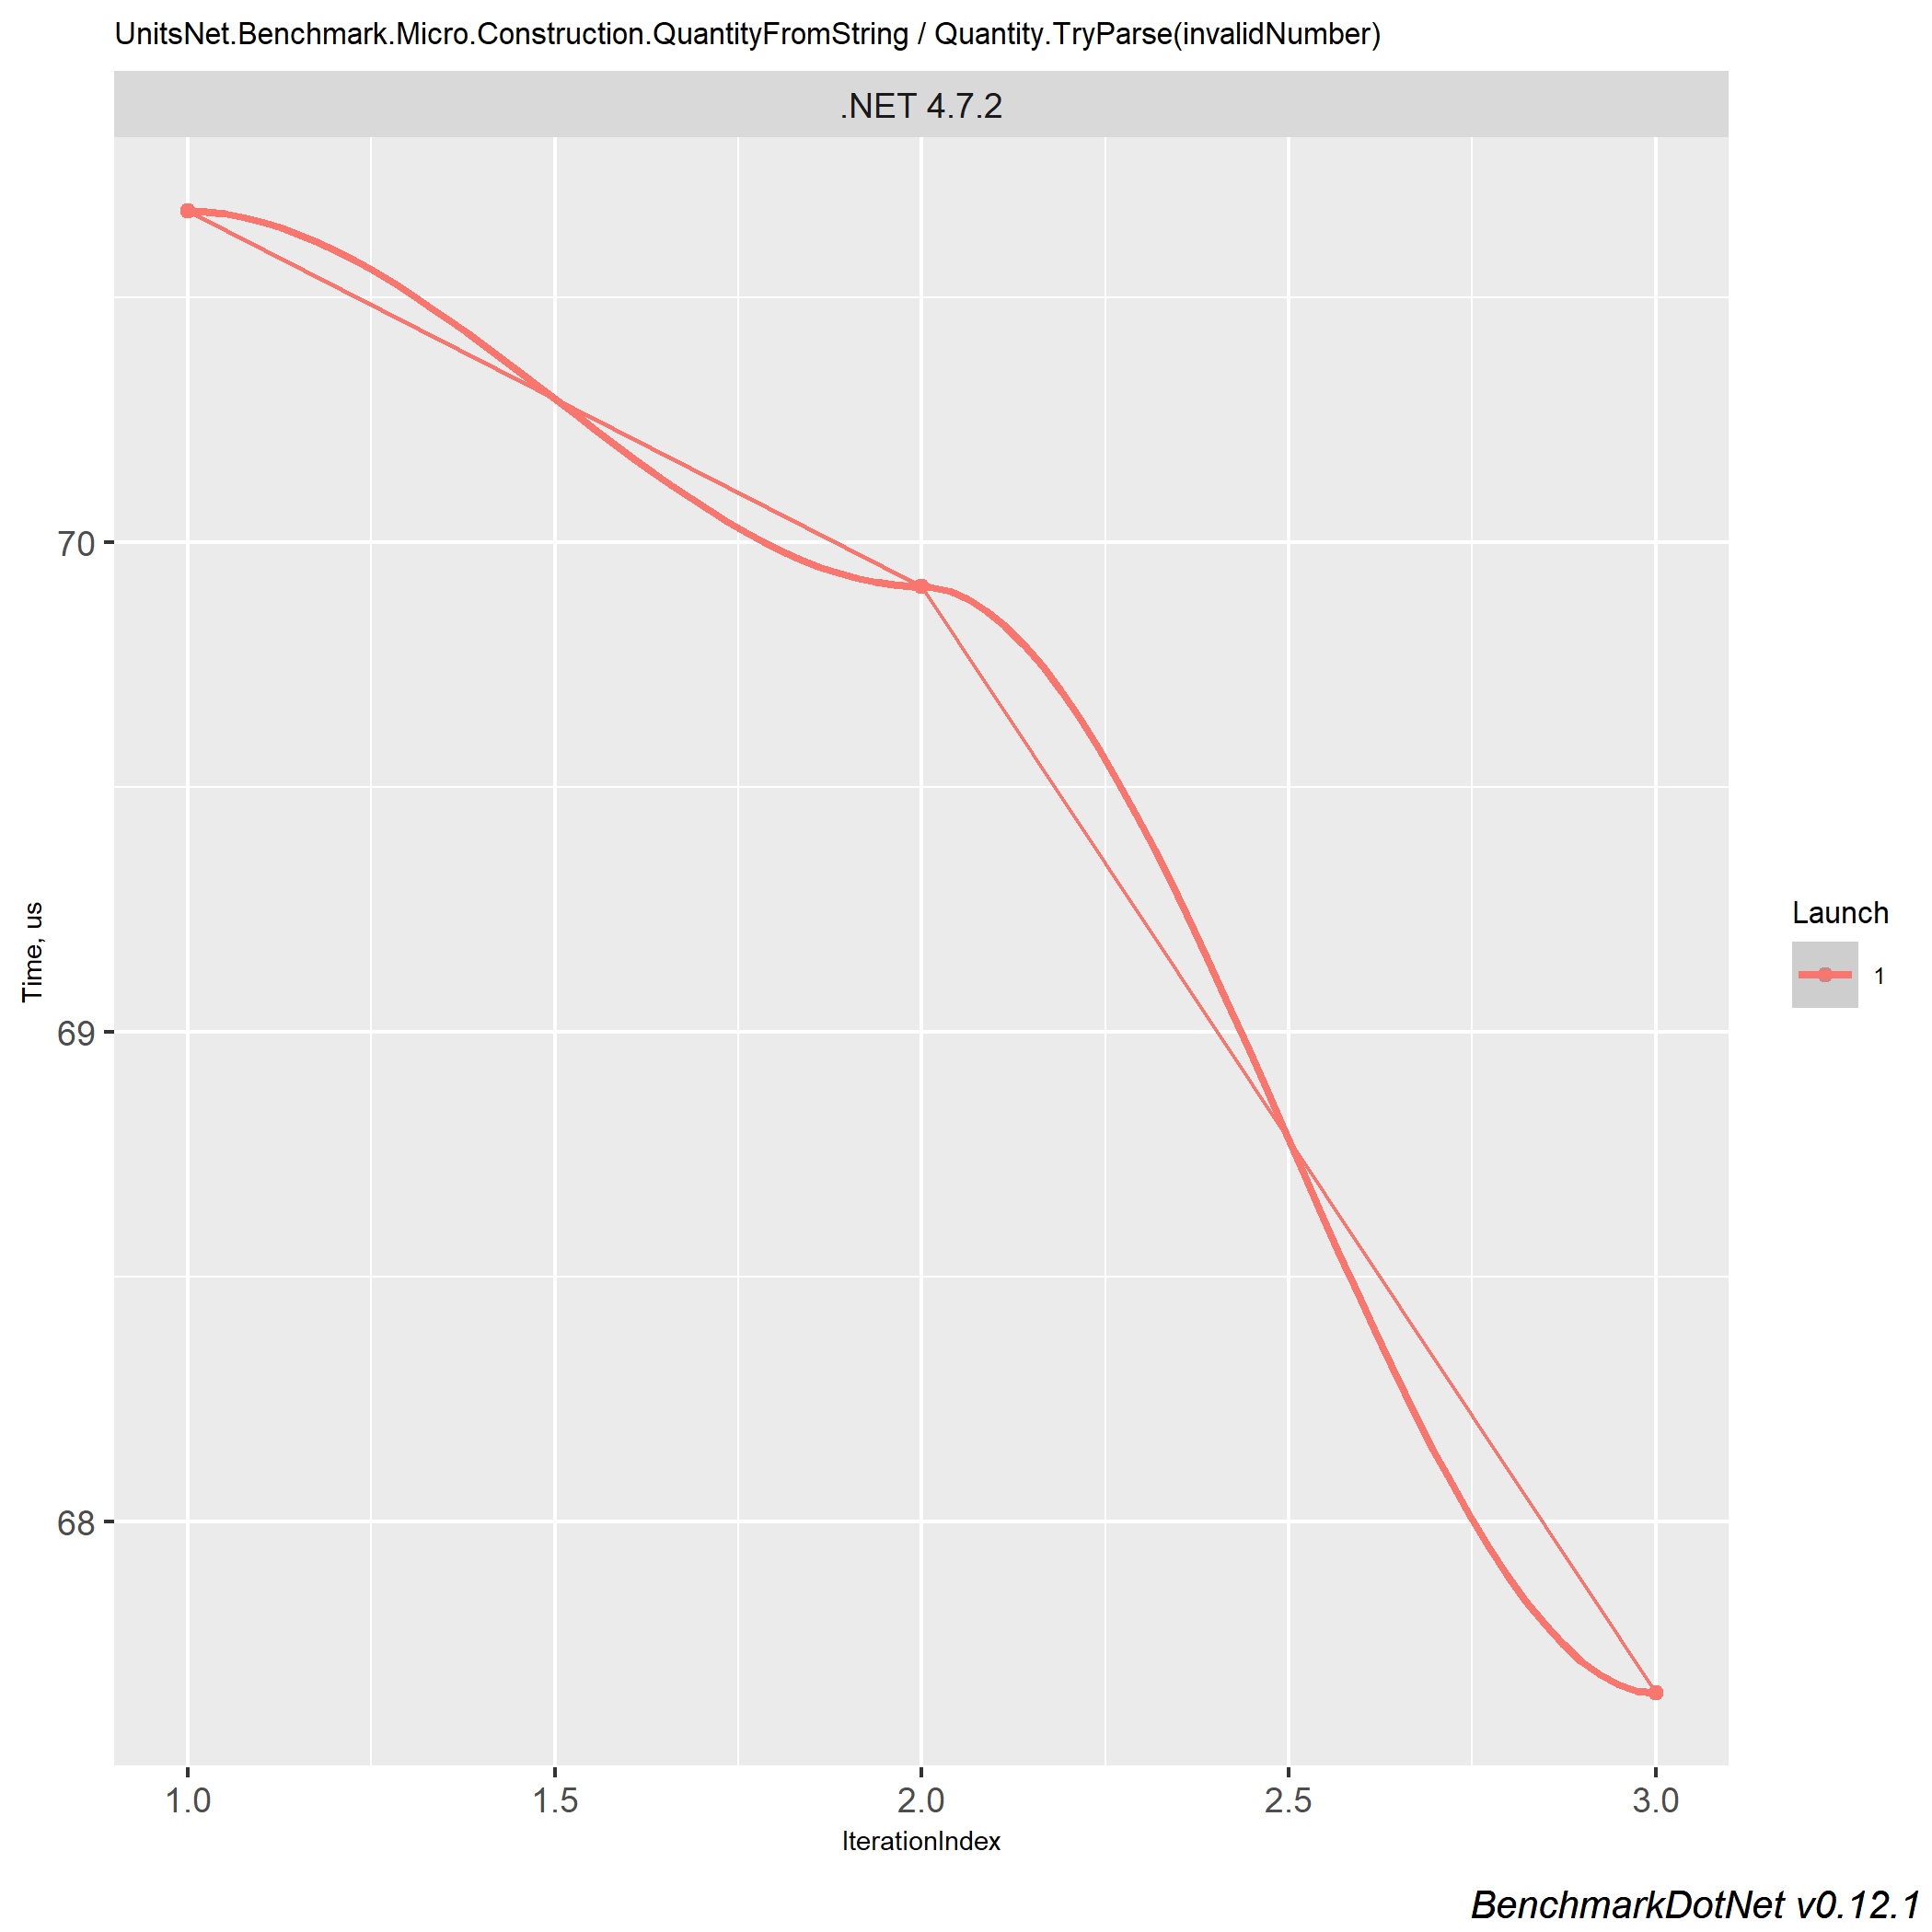 UnitsNet.Benchmark.Micro.Construction.QuantityFromString / Quantity.TryParse(invalidNumber)
.NET 4.7.2
70
69
68
Time, us
1.0 1.5 2.0 2.5 3.0
IterationIndex
Launch
1
BenchmarkDotNet v0.12.1